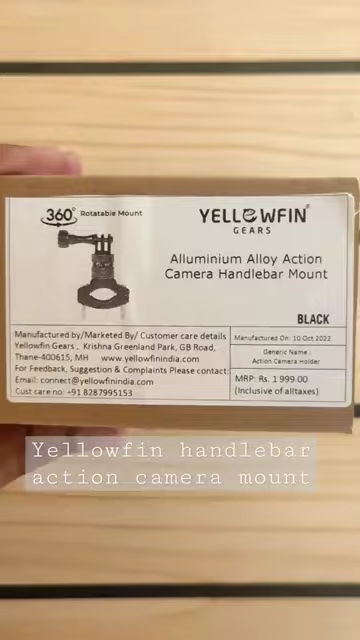 360°
Rotatable Mount
YELLOWFIN®
GEARS
Alluminium Alloy Action
Camera Handlebar Mount
BLACK
Manufactured by/Marketed By/ Customer care details
Yellowfin Gears , Krishna Greenland Park, GB Road,
Thane-400615, MH www.yellowfinindia.com
For Feedback, Suggestion & Complaints Please contact.
Email: connect@yellowfinindia.com
Cust care no: +91 8287995153
Manufactured On: 10 Oct 2022
Generic Name :
Action Camera Holder
MRP: Rs. 1999.00
(Inclusive of alltaxes)
Yellowfin handlebar
action camera mount